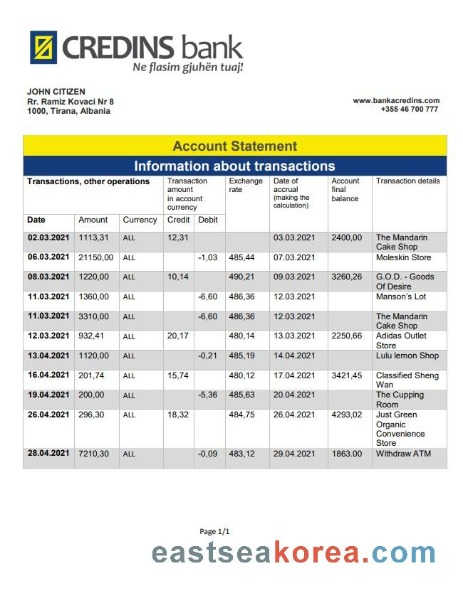 CREDINS bank
Ne flasim gjuhën tuaj!
JOHN CITIZEN
Rr. Ramiz Kovaci Nr 8
1000, Tirana, Albania
www.bankacredins.com
+355 46 700 777
Account Statement
Information about transactions
Transactions, other operations Transaction amount in account currency Exchange rate Date of accrual (making the calculation) Account final balance Transaction details
Date Amount Currency Credit Debit
02.03.2021 1113,31 ALL 12,31 03.03.2021 2400,00 The Mandarin Cake Shop
06.03.2021 21150,00 ALL -1,03 485,44 07.03.2021 Moleskin Store
08.03.2021 1220,00 ALL 10,14 490,21 09.03.2021 3260,26 G.O.D. - Goods Of Desire
11.03.2021 1360,00 ALL -6,60 486,36 12.03.2021 Manson's Lot
11.03.2021 3310,00 ALL -6,60 486,36 12.03.2021 The Mandarin Cake Shop
12.03.2021 932,41 ALL 20,17 480,14 13.03.2021 2250,66 Adidas Outlet Store
13.04.2021 1120,00 ALL -0,21 485,19 14.04.2021 Lulu lemon Shop
16.04.2021 201,74 ALL 15,74 480,12 17.04.2021 3421,45 Classified Sheng Wan
19.04.2021 200,00 ALL -5,36 485,63 20.04.2021 The Cupping Room
26.04.2021 296,30 ALL 18,32 484,75 26.04.2021 4293,02 Just Green Organic Convenience Store
28.04.2021 7210,30 ALL -0,09 483,12 29.04.2021 1863.00 Withdraw ATM
Page 1/1
eastseakorea.com